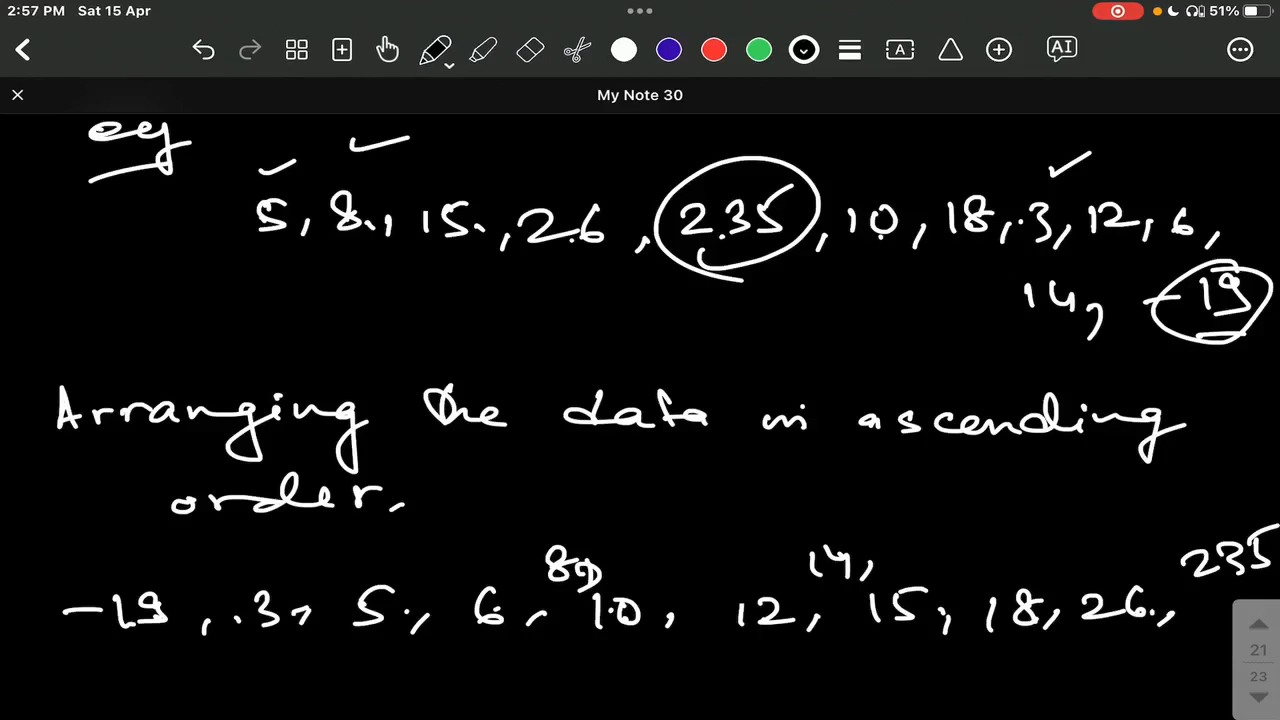 2:57 PM Sat 15 Apr
51%
A
AI
My Note 30
eg
5, 8, 15, 26, 235, 10, 18, 3, 12, 6,
14, -19
Arranging the data in ascending
order.
8, 14, 235
-19, 3, 5, 6, 10, 12, 15, 18, 26,
21
23